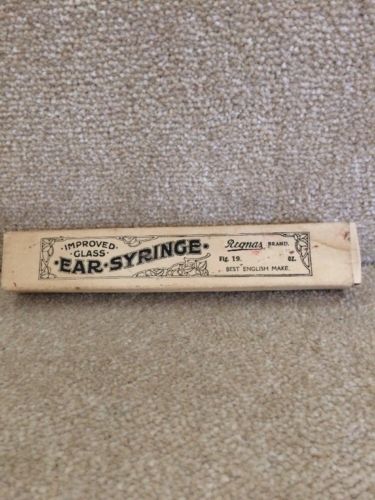 ·IMPROVED·
·GLASS·
·EAR·SYRINGE·
Regnas BRAND.
Fig. 19. oz.
BEST ENGLISH MAKE.